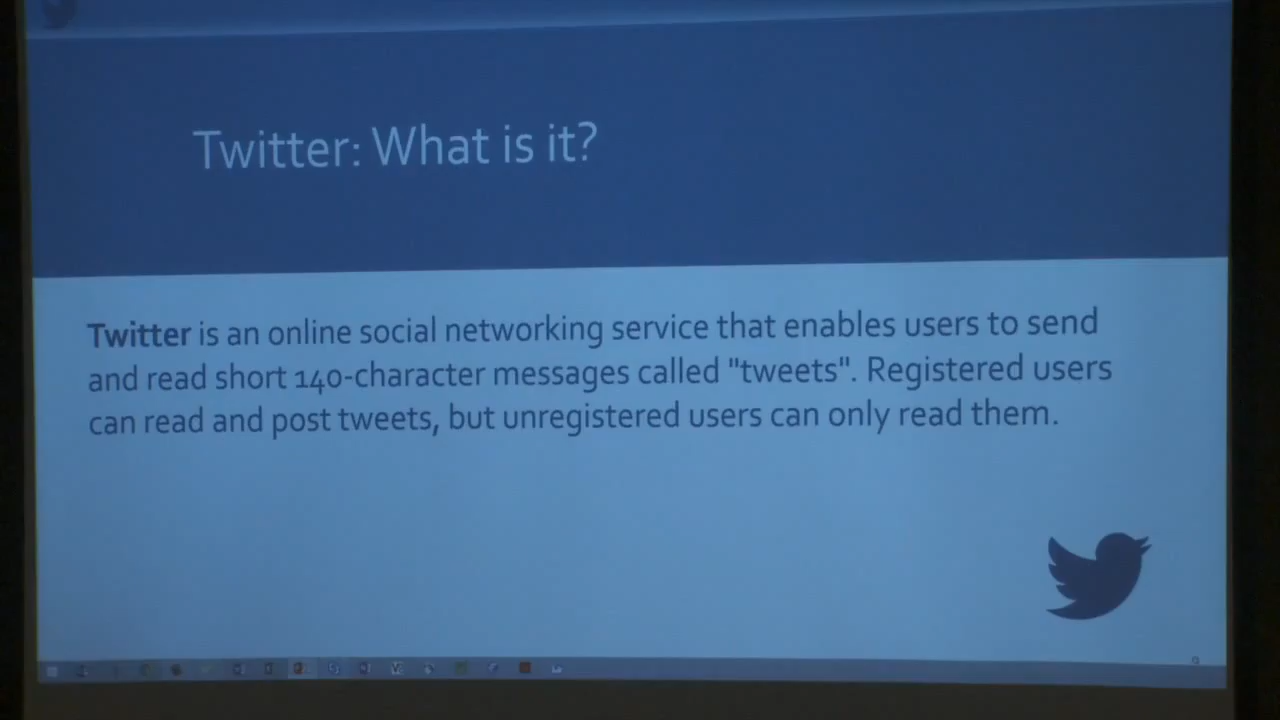 Twitter: What is it?
Twitter is an online social networking service that enables users to send
and read short 140-character messages called "tweets". Registered users
can read and post tweets, but unregistered users can only read them.